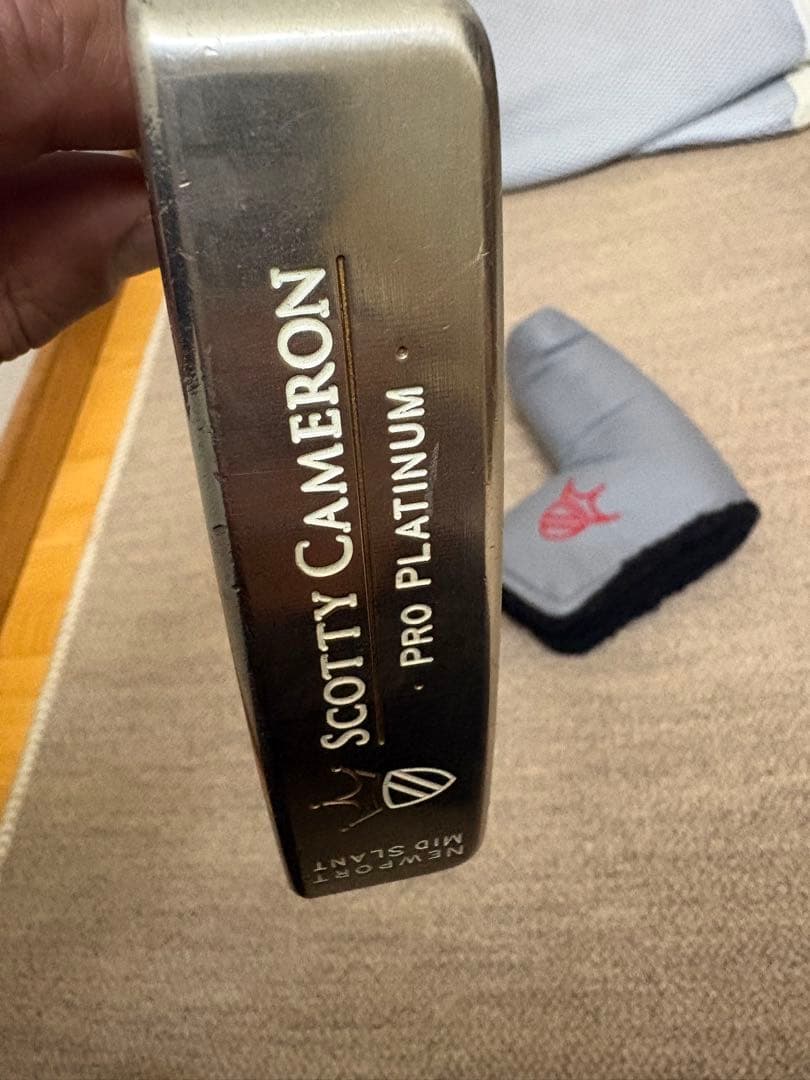 SCOTTY CAMERON
· PRO PLATINUM ·
NEWPORT
MID SLANT